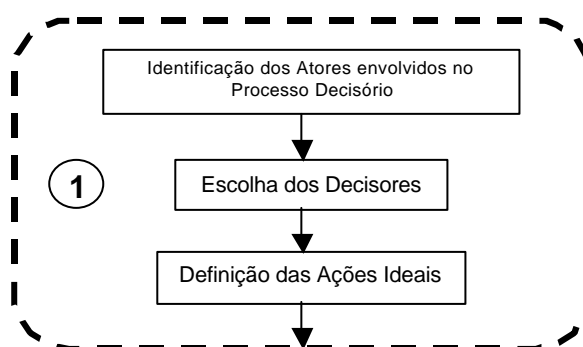 Identificação dos Atores envolvidos no
Processo Decisório
1
Escolha dos Decisores
Definição das Ações Ideais